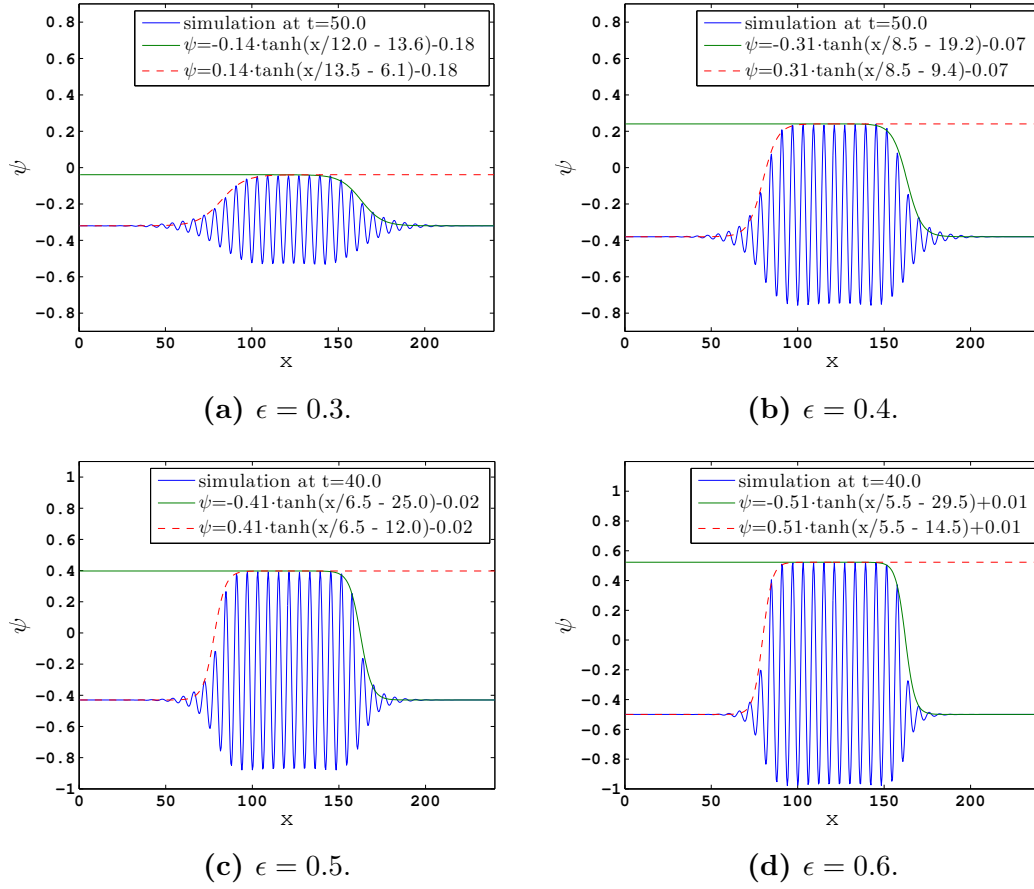 simulation at t=50.0
ψ=-0.14·tanh(x/12.0 - 13.6)-0.18
ψ=0.14·tanh(x/13.5 - 6.1)-0.18
0.8
0.6
0.4
0.2
0
−0.2
−0.4
−0.6
−0.8
ψ
0 50 100 150 200
x
(a) ϵ = 0.3.
simulation at t=50.0
ψ=-0.31·tanh(x/8.5 - 19.2)-0.07
ψ=0.31·tanh(x/8.5 - 9.4)-0.07
0.8
0.6
0.4
0.2
0
−0.2
−0.4
−0.6
−0.8
ψ
0 50 100 150 200
x
(b) ϵ = 0.4.
simulation at t=40.0
ψ=-0.41·tanh(x/6.5 - 25.0)-0.02
ψ=0.41·tanh(x/6.5 - 12.0)-0.02
1
0.8
0.6
0.4
0.2
0
−0.2
−0.4
−0.6
−0.8
−1
ψ
0 50 100 150 200
x
(c) ϵ = 0.5.
simulation at t=40.0
ψ=-0.51·tanh(x/5.5 - 29.5)+0.01
ψ=0.51·tanh(x/5.5 - 14.5)+0.01
1
0.8
0.6
0.4
0.2
0
−0.2
−0.4
−0.6
−0.8
−1
ψ
0 50 100 150 200
x
(d) ϵ = 0.6.